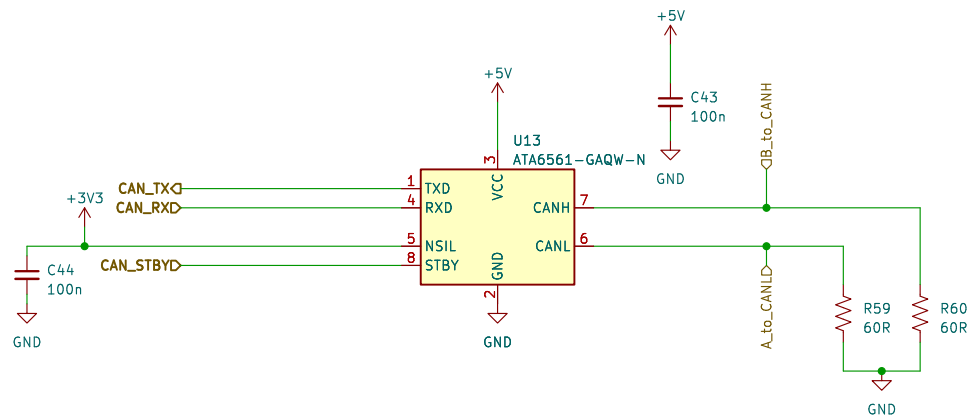 +5V
C43
100n
GND
B_to_CANH
+5V
U13
ATA6561-GAQW-N
3
VCC
CAN_TX
1
TXD
CAN_RX
4
RXD
CANH
7
+3V3
5
NSIL
CANL
6
CAN_STBY
8
STBY
GND
2
GND
C44
100n
GND
A_to_CANL
R59
60R
R60
60R
GND